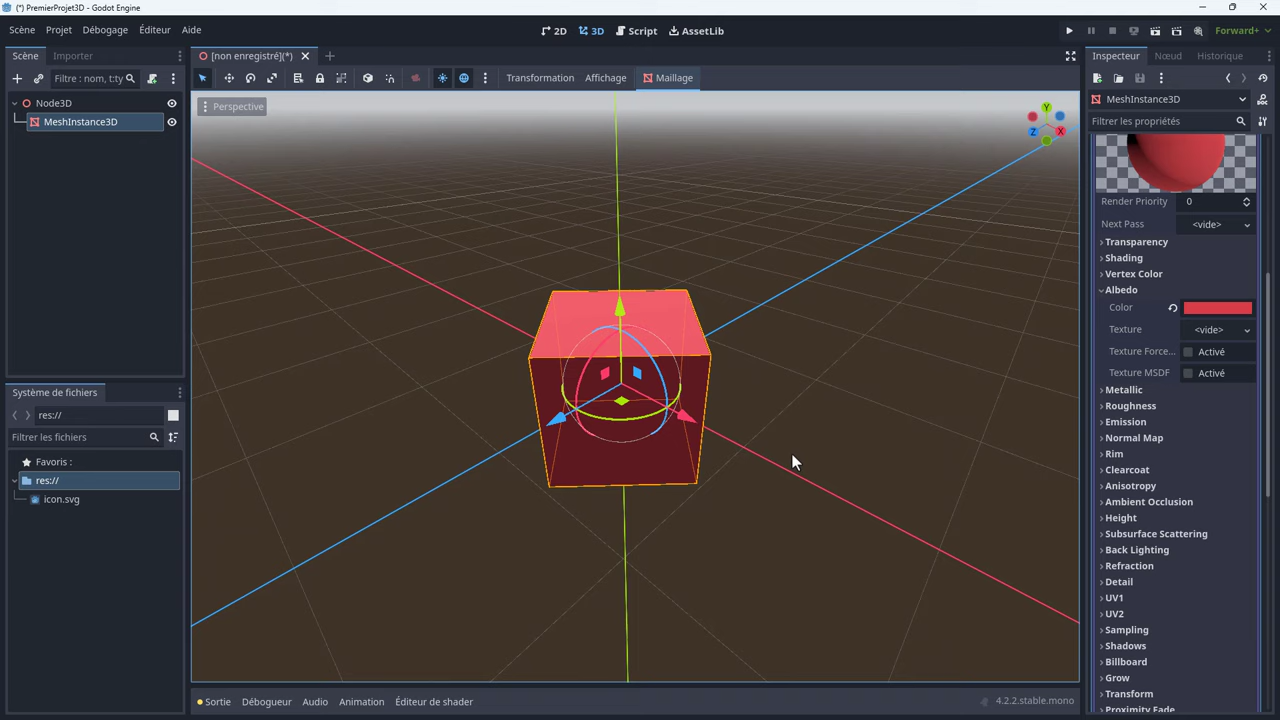 (*) PremierProjet3D - Godot Engine
Scène Projet Débogage Éditeur Aide
2D 3D Script AssetLib
Forward+
Scène Importer
[non enregistré](*)
Inspecteur Nœud Historique
Filtre : nom, t:ty
Transformation Affichage Maillage
Node3D
MeshInstance3D
Perspective
Y
Z
X
MeshInstance3D
Filtrer les propriétés
Render Priority 0
Next Pass <vide>
Transparency
Shading
Vertex Color
Albedo
Color
Texture <vide>
Texture Force... Activé
Texture MSDF Activé
Metallic
Roughness
Emission
Normal Map
Rim
Clearcoat
Anisotropy
Ambient Occlusion
Height
Subsurface Scattering
Back Lighting
Refraction
Detail
UV1
UV2
Sampling
Shadows
Billboard
Grow
Transform
Proximity Fade
Système de fichiers
res://
Filtrer les fichiers
Favoris :
res://
icon.svg
Sortie Débogueur Audio Animation Éditeur de shader
4.2.2.stable.mono